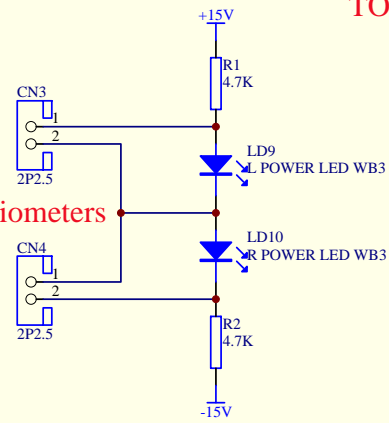 TO
+15V
R1
4.7K
CN3
1
2
2P2.5
LD9
L POWER LED WB3
iometers
LD10
R POWER LED WB3
CN4
1
2
2P2.5
R2
4.7K
-15V